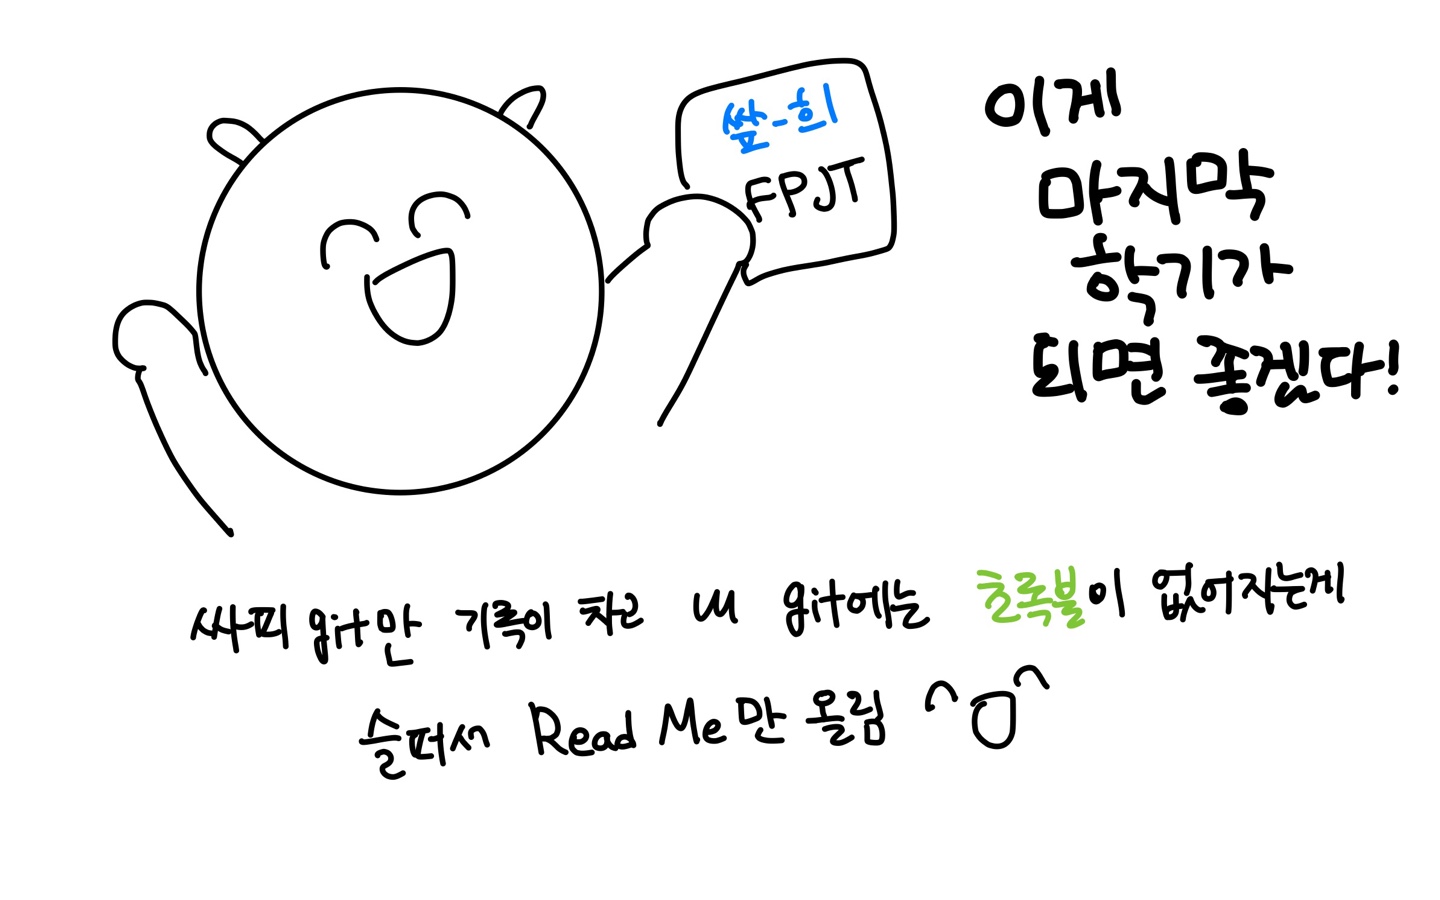 쌒-희
FPJT
이게
마지막
학기가
되면 좋겠다!
싸피 git만 기록이 차고 내 git에는 초록불이 없어지는게
슬퍼서 Read Me만 올림 ^0^